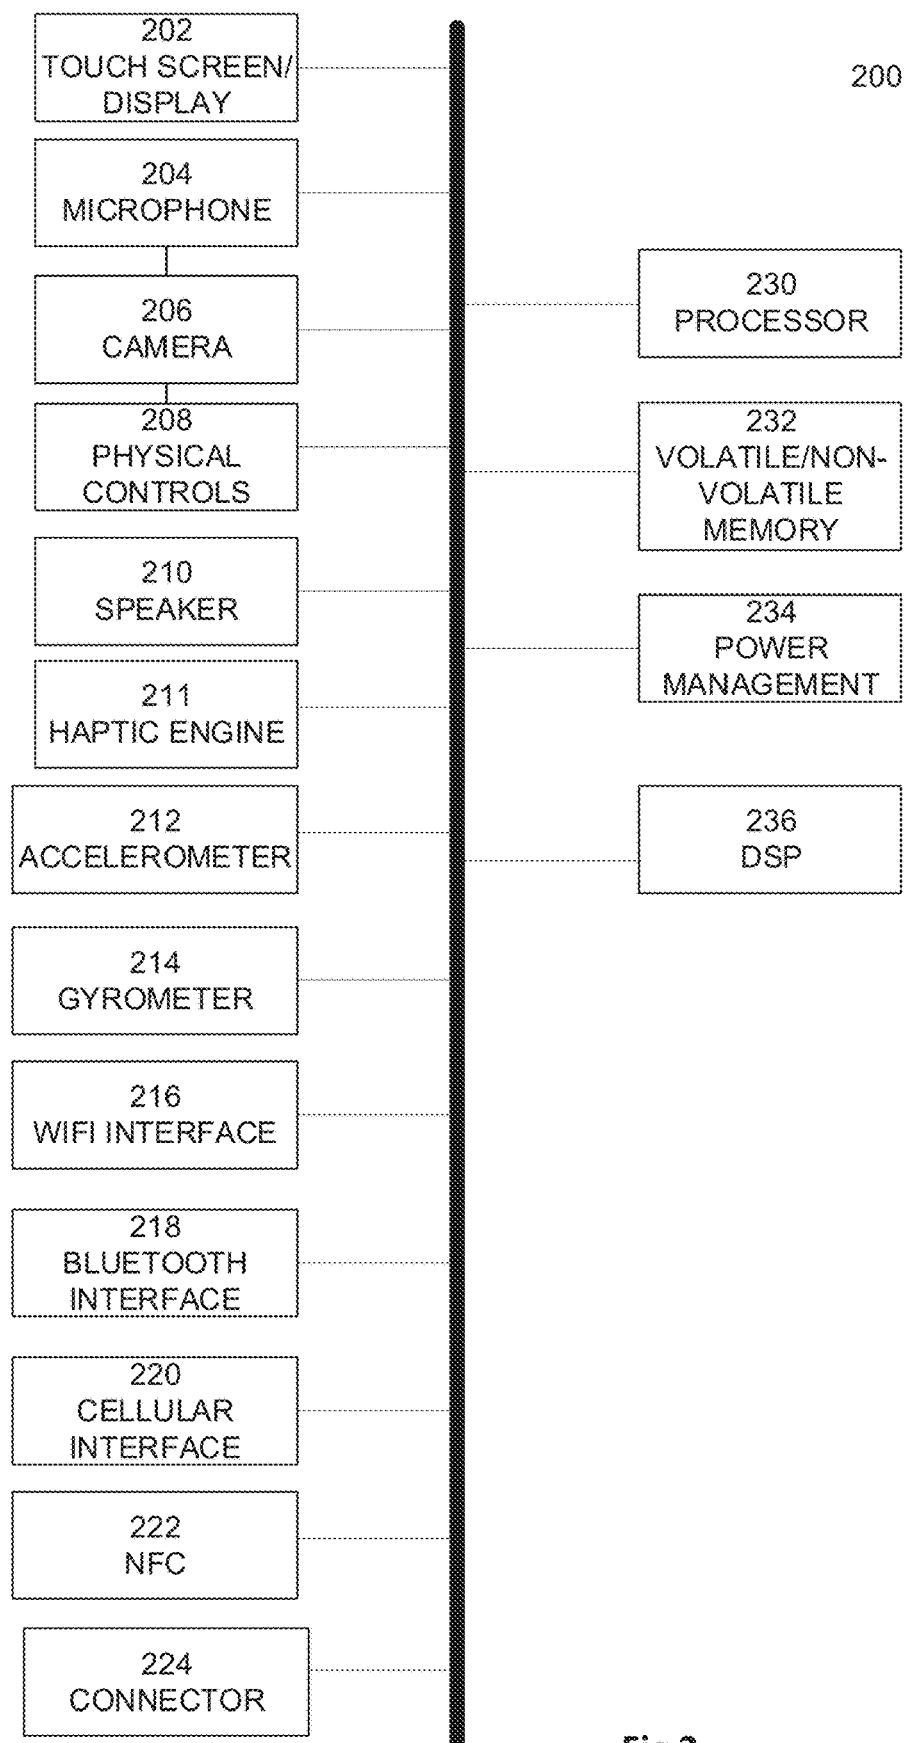 202
TOUCH SCREEN/
DISPLAY
200
204
MICROPHONE
206
CAMERA
208
PHYSICAL
CONTROLS
210
SPEAKER
211
HAPTIC ENGINE
212
ACCELEROMETER
214
GYROMETER
216
WIFI INTERFACE
218
BLUETOOTH
INTERFACE
220
CELLULAR
INTERFACE
222
NFC
224
CONNECTOR
230
PROCESSOR
232
VOLATILE/NON-
VOLATILE
MEMORY
234
POWER
MANAGEMENT
236
DSP